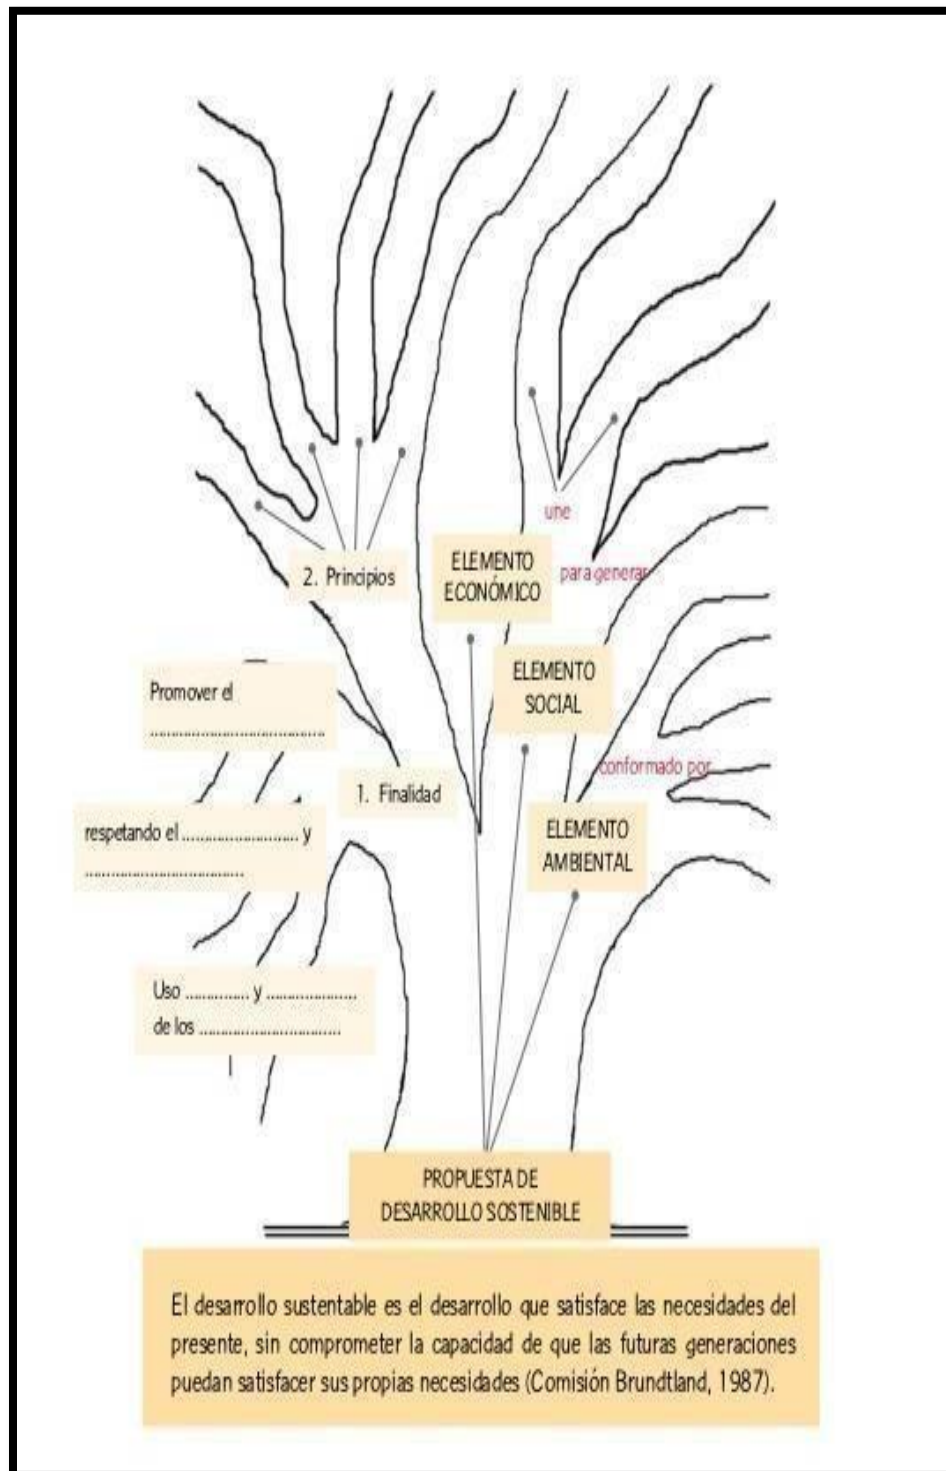 une
ELEMENTO
ECONÓMICO
para generar
2. Principios
ELEMENTO
SOCIAL
Promover el
........................................
conformado por
1. Finalidad
respetando el .......................... y
....................................
ELEMENTO
AMBIENTAL
Uso .............. y ....................
de los ................................
PROPUESTA DE
DESARROLLO SOSTENIBLE
El desarrollo sustentable es el desarrollo que satisface las necesidades del
presente, sin comprometer la capacidad de que las futuras generaciones
puedan satisfacer sus propias necesidades (Comisión Brundtland, 1987).